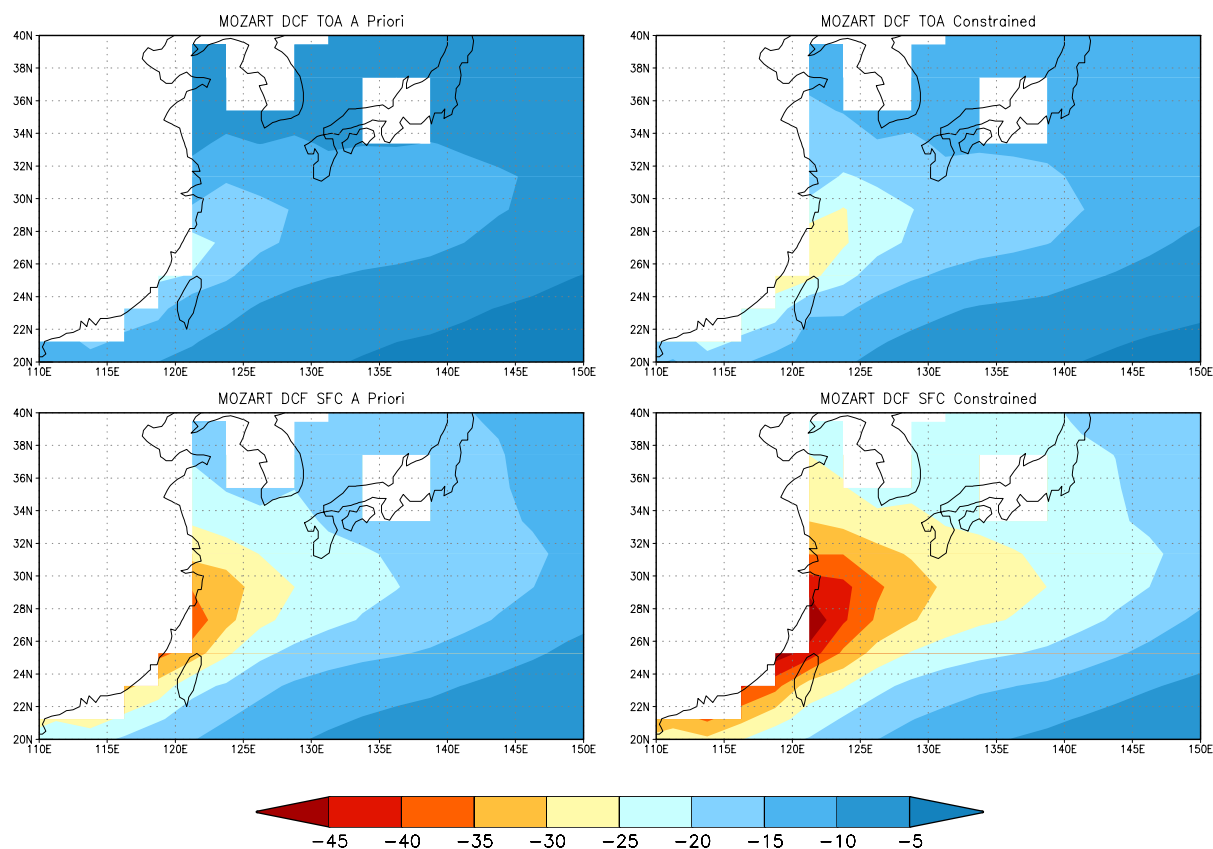 MOZART DCF TOA A Priori
MOZART DCF TOA Constrained
40N
38N
36N
34N
32N
30N
28N
26N
24N
22N
20N
110E 115E 120E 125E 130E 135E 140E 145E 150E
40N
38N
36N
34N
32N
30N
28N
26N
24N
22N
20N
110E 115E 120E 125E 130E 135E 140E 145E 150E
MOZART DCF SFC A Priori
MOZART DCF SFC Constrained
40N
38N
36N
34N
32N
30N
28N
26N
24N
22N
20N
110E 115E 120E 125E 130E 135E 140E 145E 150E
40N
38N
36N
34N
32N
30N
28N
26N
24N
22N
20N
110E 115E 120E 125E 130E 135E 140E 145E 150E
-45 -40 -35 -30 -25 -20 -15 -10 -5